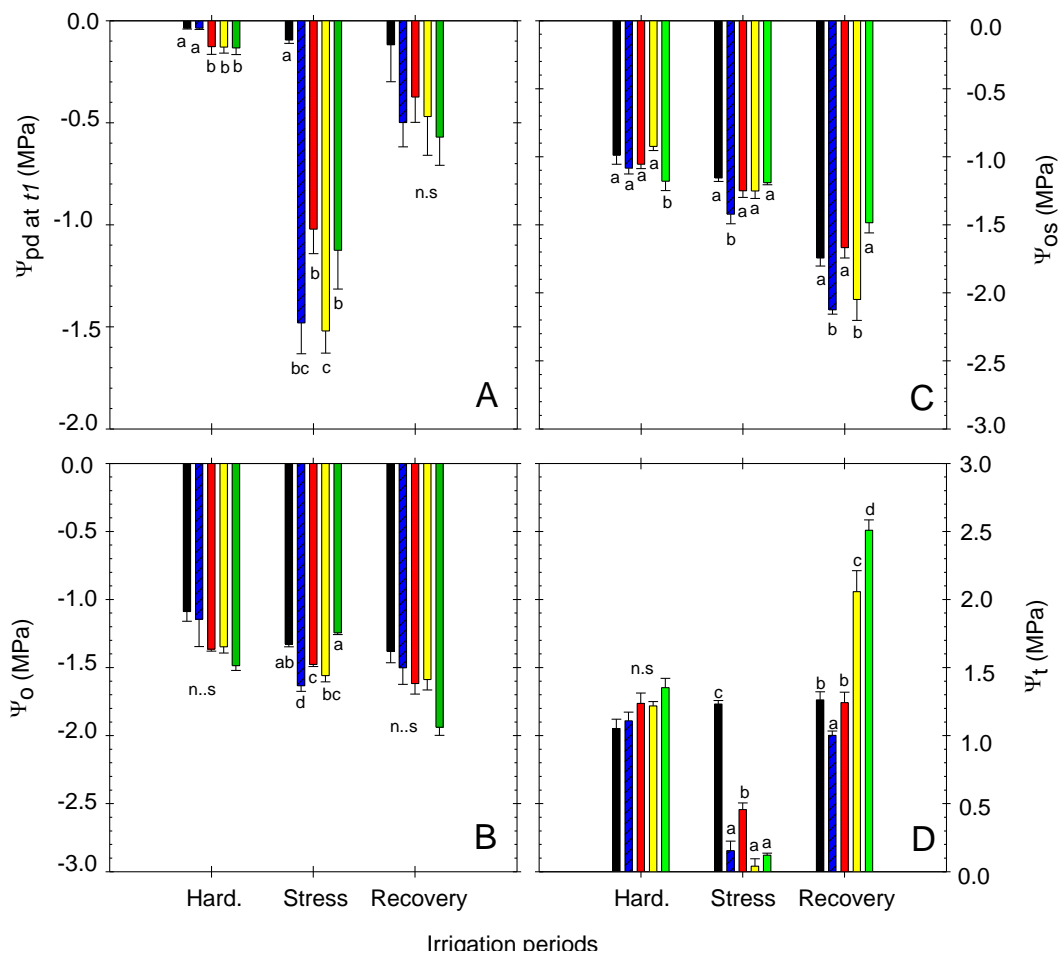 0.0
-0.5
-1.0
-1.5
-2.0
Ψpd at t1 (MPa)
a a b b b
a
bc
b
c
b
n.s
A
0.0
-0.5
-1.0
-1.5
-2.0
-2.5
-3.0
Ψos (MPa)
a a a a b
a b a a a
a b a b a
C
0.0
-0.5
-1.0
-1.5
-2.0
-2.5
-3.0
Ψo (MPa)
n..s
ab d c bc a
n..s
B
3.0
2.5
2.0
1.5
1.0
0.5
0.0
Ψt (MPa)
n.s
c a b a a
b a b c d
D
Hard. Stress Recovery
Hard. Stress Recovery
Irrigation periods